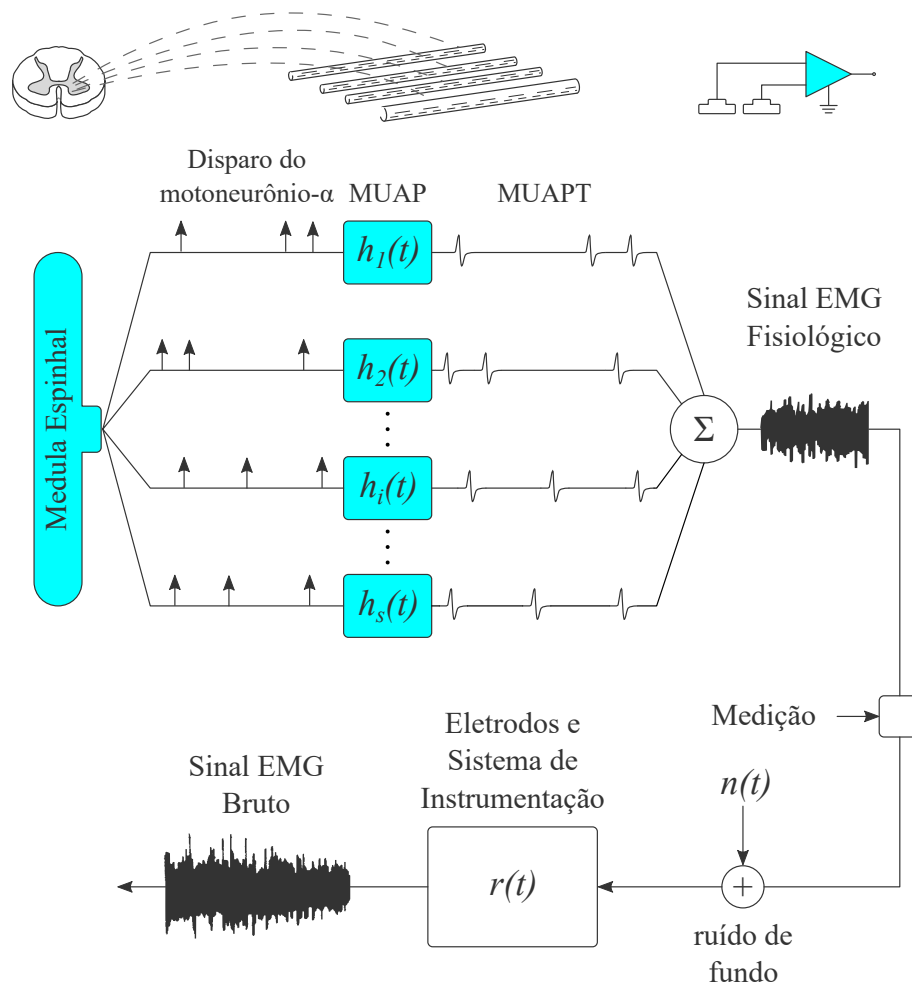 Disparo do
motoneurônio-α
MUAP
MUAPT
h1(t)
Sinal EMG
Fisiológico
Medula Espinhal
h2(t)
Σ
hi(t)
hs(t)
Medição
Eletrodos e
Sistema de
Instrumentação
Sinal EMG
Bruto
n(t)
r(t)
+
ruído de
fundo